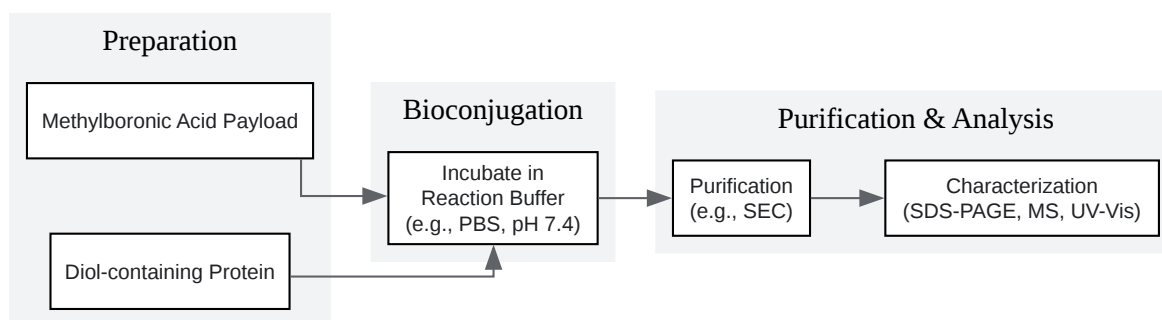 Preparation
Methylboronic Acid Payload
Diol-containing Protein
Bioconjugation
Incubate in
Reaction Buffer
(e.g., PBS, pH 7.4)
Purification & Analysis
Purification
(e.g., SEC)
Characterization
(SDS-PAGE, MS, UV-Vis)